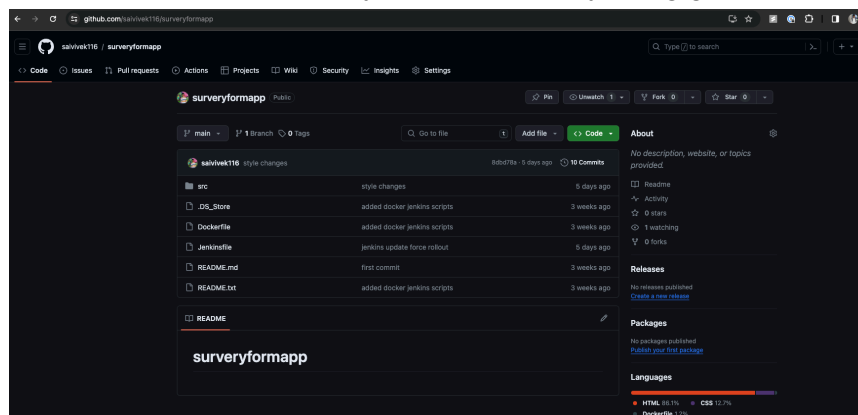 github.com/saivivek116/surveryformapp
saivivek116 / surveryformapp
Type / to search
Code Issues Pull requests Actions Projects Wiki Security Insights Settings
surveryformapp Public
Pin Unwatch 1 Fork 0 Star 0
main 1 Branch 0 Tags Go to file t Add file Code
saivivek116 style changes 8dbd78a · 5 days ago 10 Commits
src style changes 5 days ago
.DS_Store added docker jenkins scripts 3 weeks ago
Dockerfile added docker jenkins scripts 3 weeks ago
Jenkinsfile jenkins update force rollout 5 days ago
README.md first commit 3 weeks ago
README.txt added docker jenkins scripts 3 weeks ago
README
surveryformapp
About
No description, website, or topics
provided.
Readme
Activity
0 stars
1 watching
0 forks
Releases
No releases published
Create a new release
Packages
No packages published
Publish your first package
Languages
HTML 86.1% CSS 12.7%
Dockerfile 1.2%